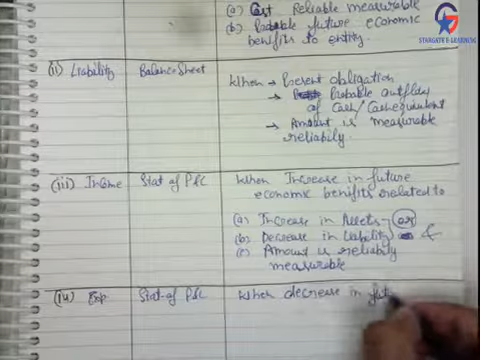 (a) Cost Reliable measurable
(b) Probable future economic
benefits to entity.
STARGATE E-LEARNING
(ii) Liability Balance Sheet When → Present obligation
→ Probable outflow
of Cash/Cash equivalent
→ Amount is measurable
reliabily.
(iii) Income Stat of P&L When Increase in future
economic benefits related to
(a) Increase in Assets or
(b) Decrease in Liability &
(c) Amount is reliably
measurable
(iv) Exp Stat of P&L When decrease in fut